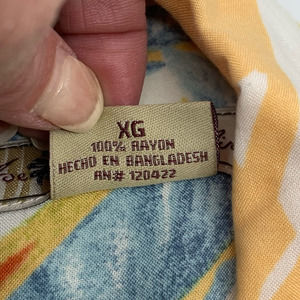 XG
100% RAYON
HECHO EN BANGLADESH
RN# 120422